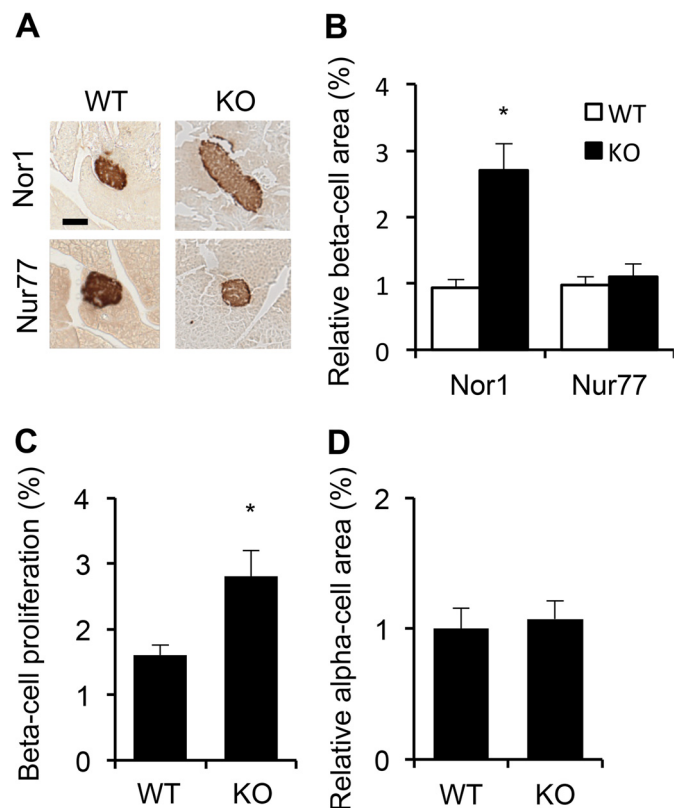 A
WT KO
Nor1
Nur77
B
Relative beta-cell area (%)
4
3
2
1
0
*
WT
KO
Nor1 Nur77
C
Beta-cell proliferation (%)
4
3
2
1
0
*
WT KO
D
Relative alpha-cell area (%)
2
1
0
WT KO